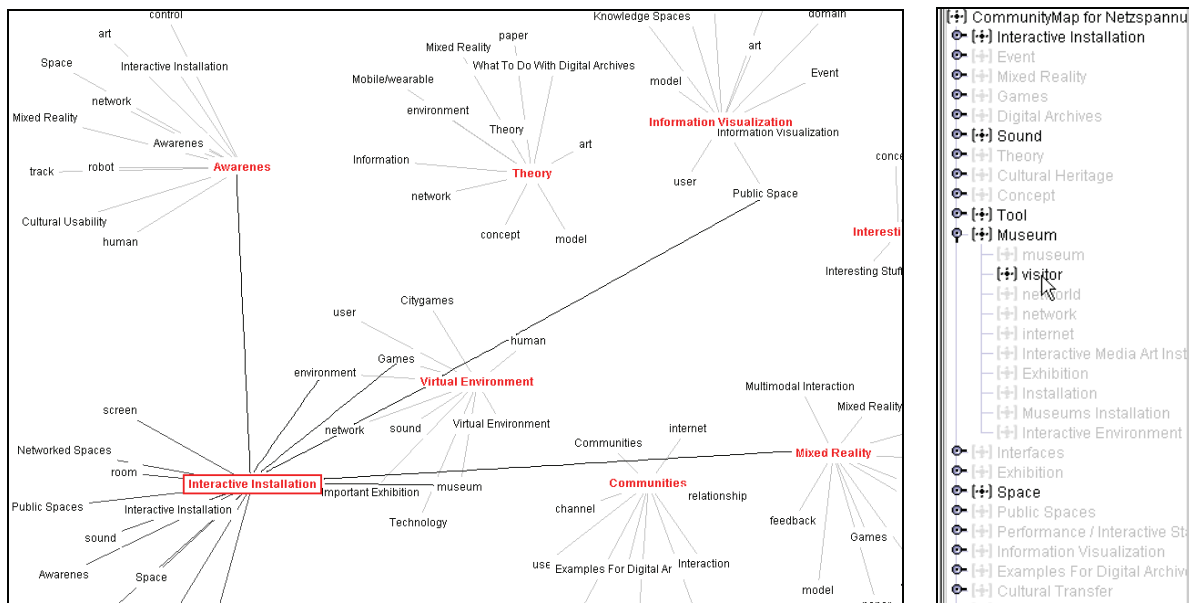 control
art
Space
Interactive Installation
network
Mixed Reality
Awarenes
track
robot
Awarenes
Cultural Usability
human
paper
Mixed Reality
What To Do With Digital Archives
Mobile/wearable
environment
Theory
art
Information
Theory
network
concept
model
Knowledge Spaces
domain
art
Event
model
Information Visualization
Information Visualization
user
Public Space
conce
Interesti
Interesting Stuf
Citygames
user
human
Games
environment
Virtual Environment
network
sound
Virtual Environment
Important Exhibition
museum
Technology
screen
Networked Spaces
room
Interactive Installation
Public Spaces
Interactive Installation
sound
Awarenes
Space
internet
Communities
Communities
relationship
channel
use
Examples For Digital Ar
Interaction
Multimodal Interaction
Mixed Reality
Mixed Reality
feedback
Games
model
CommunityMap for Netzspannu
Interactive Installation
Event
Mixed Reality
Games
Digital Archives
Sound
Theory
Cultural Heritage
Concept
Tool
Museum
museum
visitor
networld
network
internet
Interactive Media Art Inst
Exhibition
Installation
Museums Installation
Interactive Environment
Interfaces
Exhibition
Space
Public Spaces
Performance / Interactive St
Information Visualization
Examples For Digital Archiv
Cultural Transfer